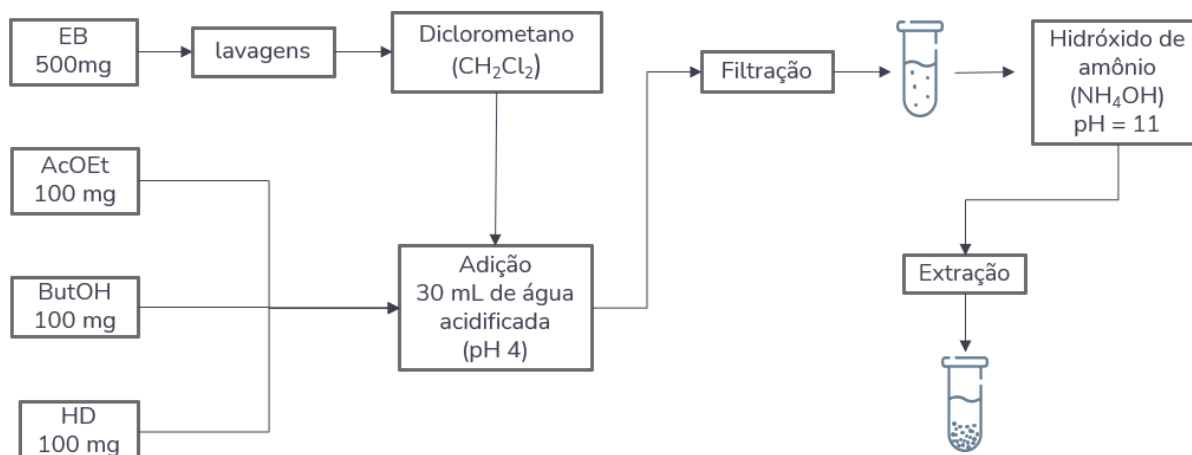 EB
500mg
lavagens
Diclorometano
(CH₂Cl₂)
Filtração
Hidróxido de
amônio
(NH₄OH)
pH = 11
AcOEt
100 mg
ButOH
100 mg
HD
100 mg
Adição
30 mL de água
acidificada
(pH 4)
Extração